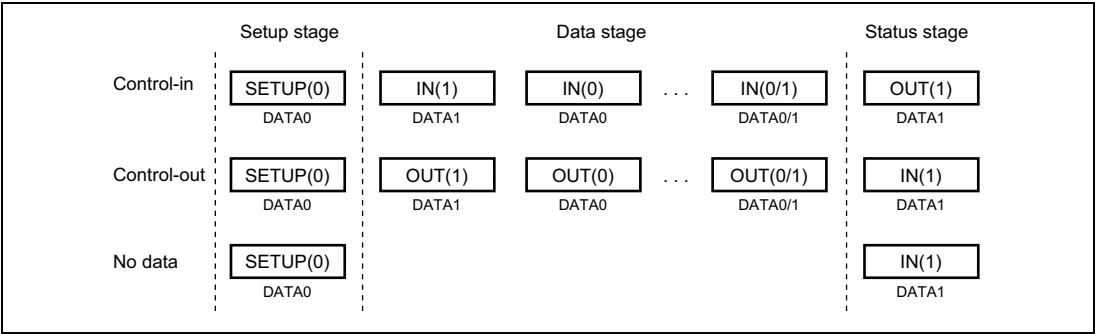 Setup stage Data stage Status stage
Control-in SETUP(0) IN(1) IN(0) . . . IN(0/1) OUT(1)
DATA0 DATA1 DATA0 DATA0/1 DATA1
Control-out SETUP(0) OUT(1) OUT(0) . . . OUT(0/1) IN(1)
DATA0 DATA1 DATA0 DATA0/1 DATA1
No data SETUP(0) IN(1)
DATA0 DATA1